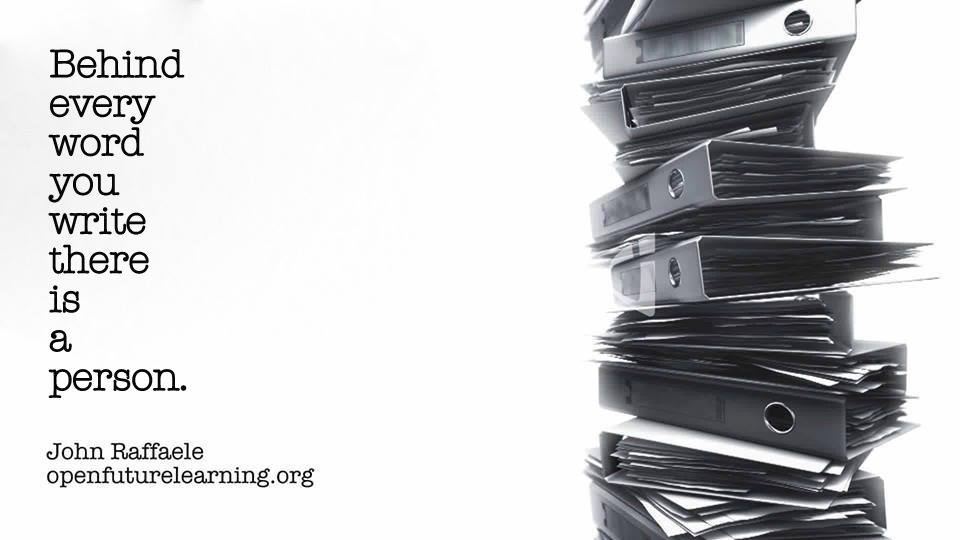 Behind
every
word
you
write
there
is
a
person.
John Raffaele
openfuturelearning.org